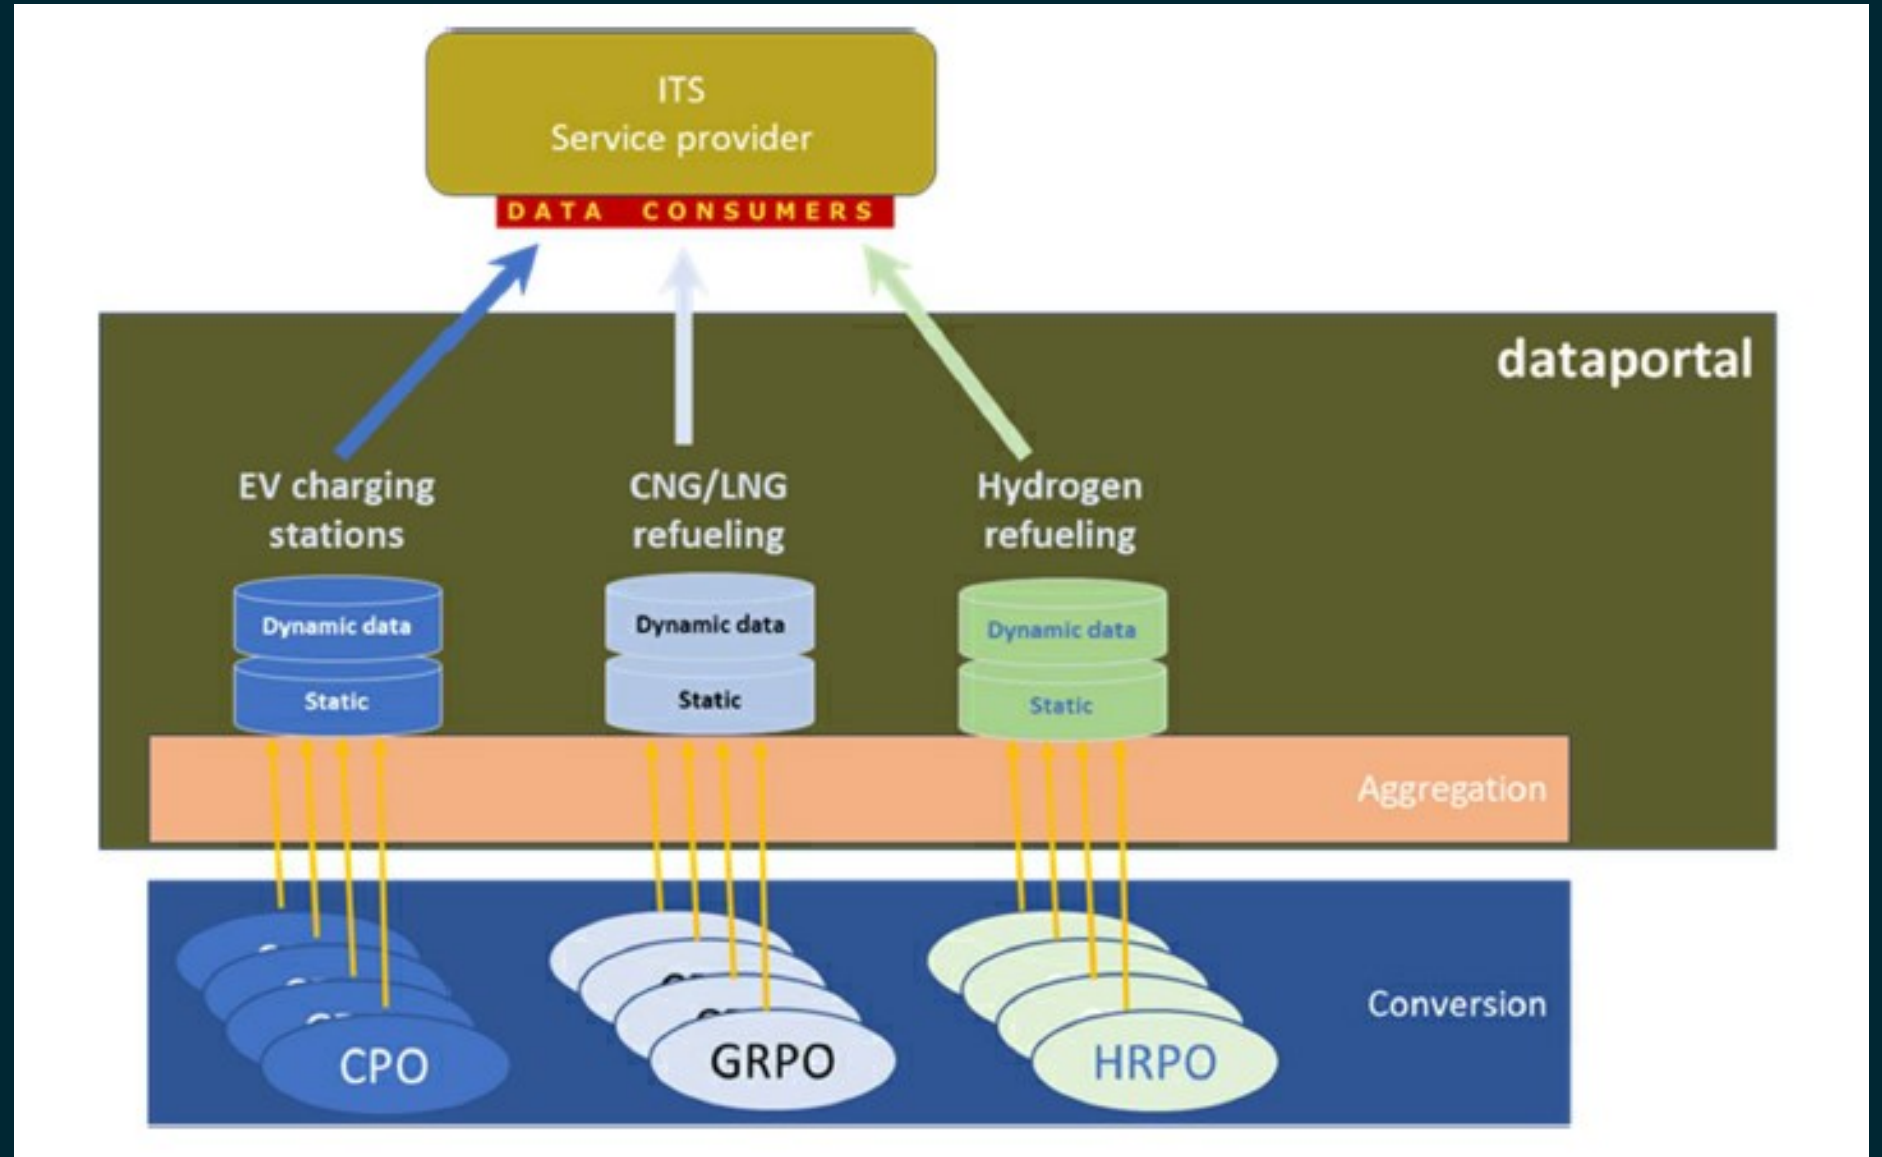 ITS
Service provider
DATA CONSUMERS
dataportal
EV charging
stations
CNG/LNG
refueling
Hydrogen
refueling
Dynamic data
Static
Dynamic data
Static
Dynamic data
Static
Aggregation
Conversion
CPO
GRPO
HRPO